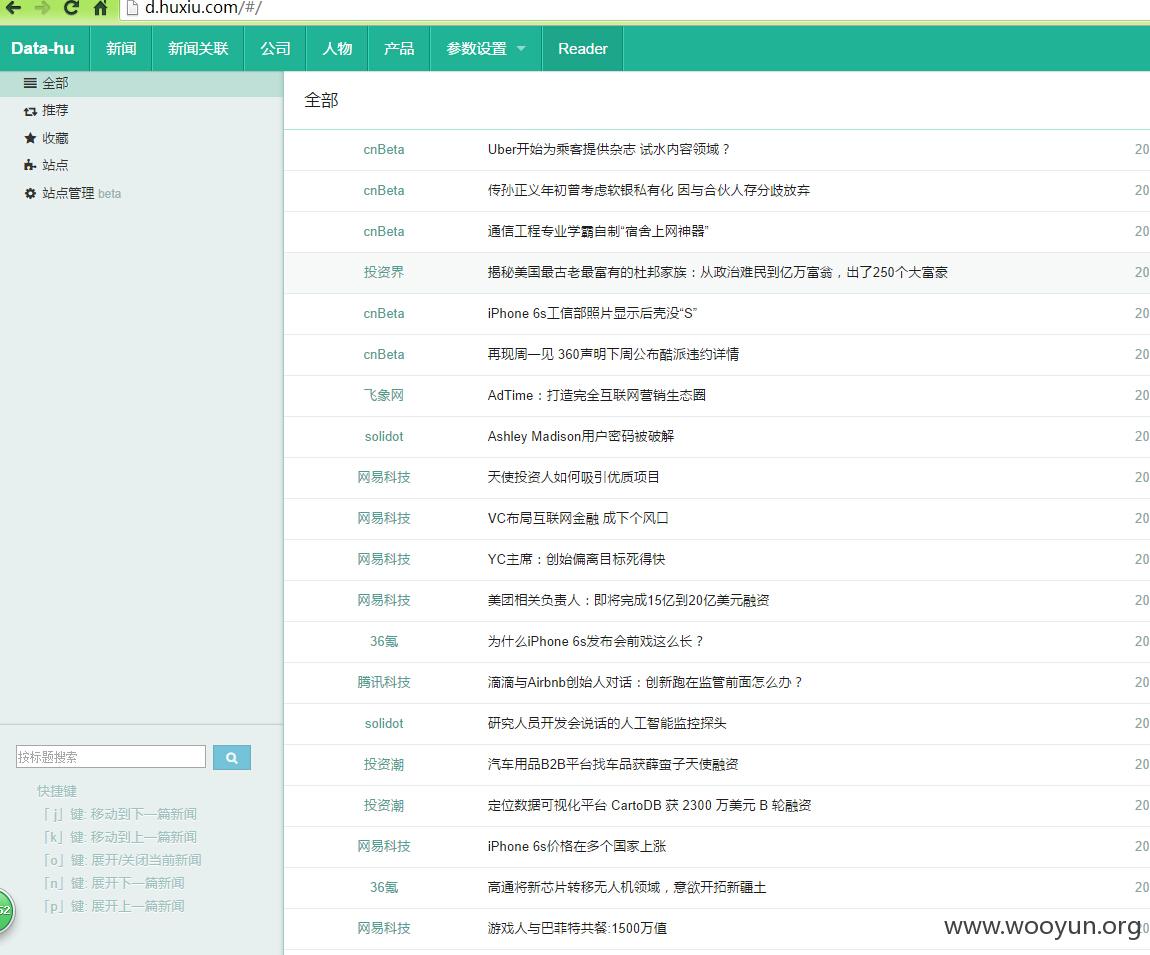 d.huxiu.com/#/
Data-hu 新闻 新闻关联 公司 人物 产品 参数设置 Reader
全部
推荐
收藏
站点
站点管理 beta
全部
cnBeta Uber开始为乘客提供杂志 试水内容领域？ 20
cnBeta 传孙正义年初曾考虑软银私有化 因与合伙人存分歧放弃 20
cnBeta 通信工程专业学霸自制“宿舍上网神器” 20
投资界 揭秘美国最古老最富有的杜邦家族：从政治难民到亿万富翁，出了250个大富豪 20
cnBeta iPhone 6s工信部照片显示后壳没“S” 20
cnBeta 再现周一见 360声明下周公布酷派违约详情 20
飞象网 AdTime：打造完全互联网营销生态圈 20
solidot Ashley Madison用户密码被破解 20
网易科技 天使投资人如何吸引优质项目 20
网易科技 VC布局互联网金融 成下个风口 20
网易科技 YC主席：创始偏离目标死得快 20
网易科技 美团相关负责人：即将完成15亿到20亿美元融资 20
36氪 为什么iPhone 6s发布会前戏这么长？ 20
腾讯科技 滴滴与Airbnb创始人对话：创新跑在监管前面怎么办？ 20
solidot 研究人员开发会说话的人工智能监控探头 20
投资潮 汽车用品B2B平台找车品获薛蛮子天使融资 20
投资潮 定位数据可视化平台 CartoDB 获 2300 万美元 B 轮融资 20
网易科技 iPhone 6s价格在多个国家上涨 20
36氪 高通将新芯片转移无人机领域，意欲开拓新疆土 20
网易科技 游戏人与巴菲特共餐:1500万值 20
按标题搜索
快捷键
「j」键: 移动到下一篇新闻
「k」键: 移动到上一篇新闻
「o」键: 展开/关闭当前新闻
「n」键: 展开下一篇新闻
「p」键: 展开上一篇新闻
52
www.wooyun.org